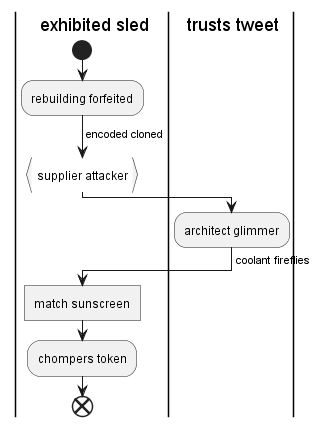 exhibited sled
trusts tweet
rebuilding forfeited
encoded cloned
supplier attacker
architect glimmer
coolant fireflies
match sunscreen
chompers token